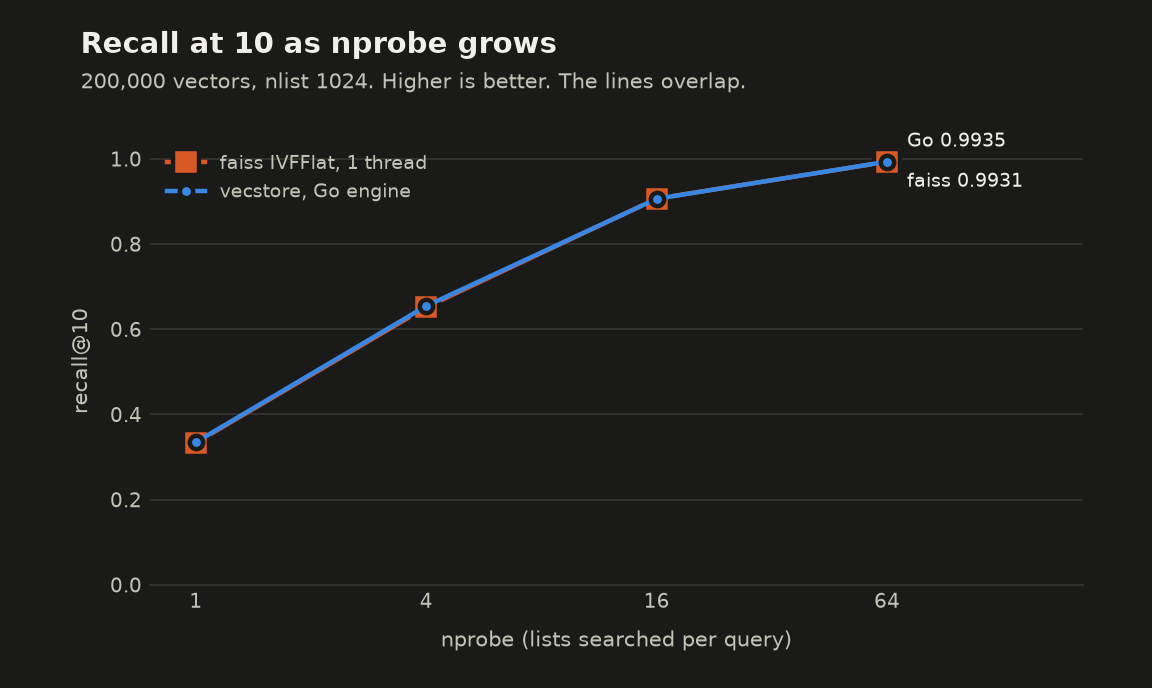 Recall at 10 as nprobe grows
200,000 vectors, nlist 1024. Higher is better. The lines overlap.
Go 0.9935
faiss 0.9931
faiss IVFFlat, 1 thread
vecstore, Go engine
recall@10
1.0
0.8
0.6
0.4
0.2
0.0
1 4 16 64
nprobe (lists searched per query)